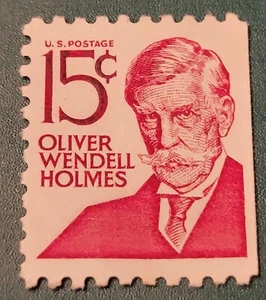 U.S. POSTAGE
15¢
OLIVER
WENDELL
HOLMES